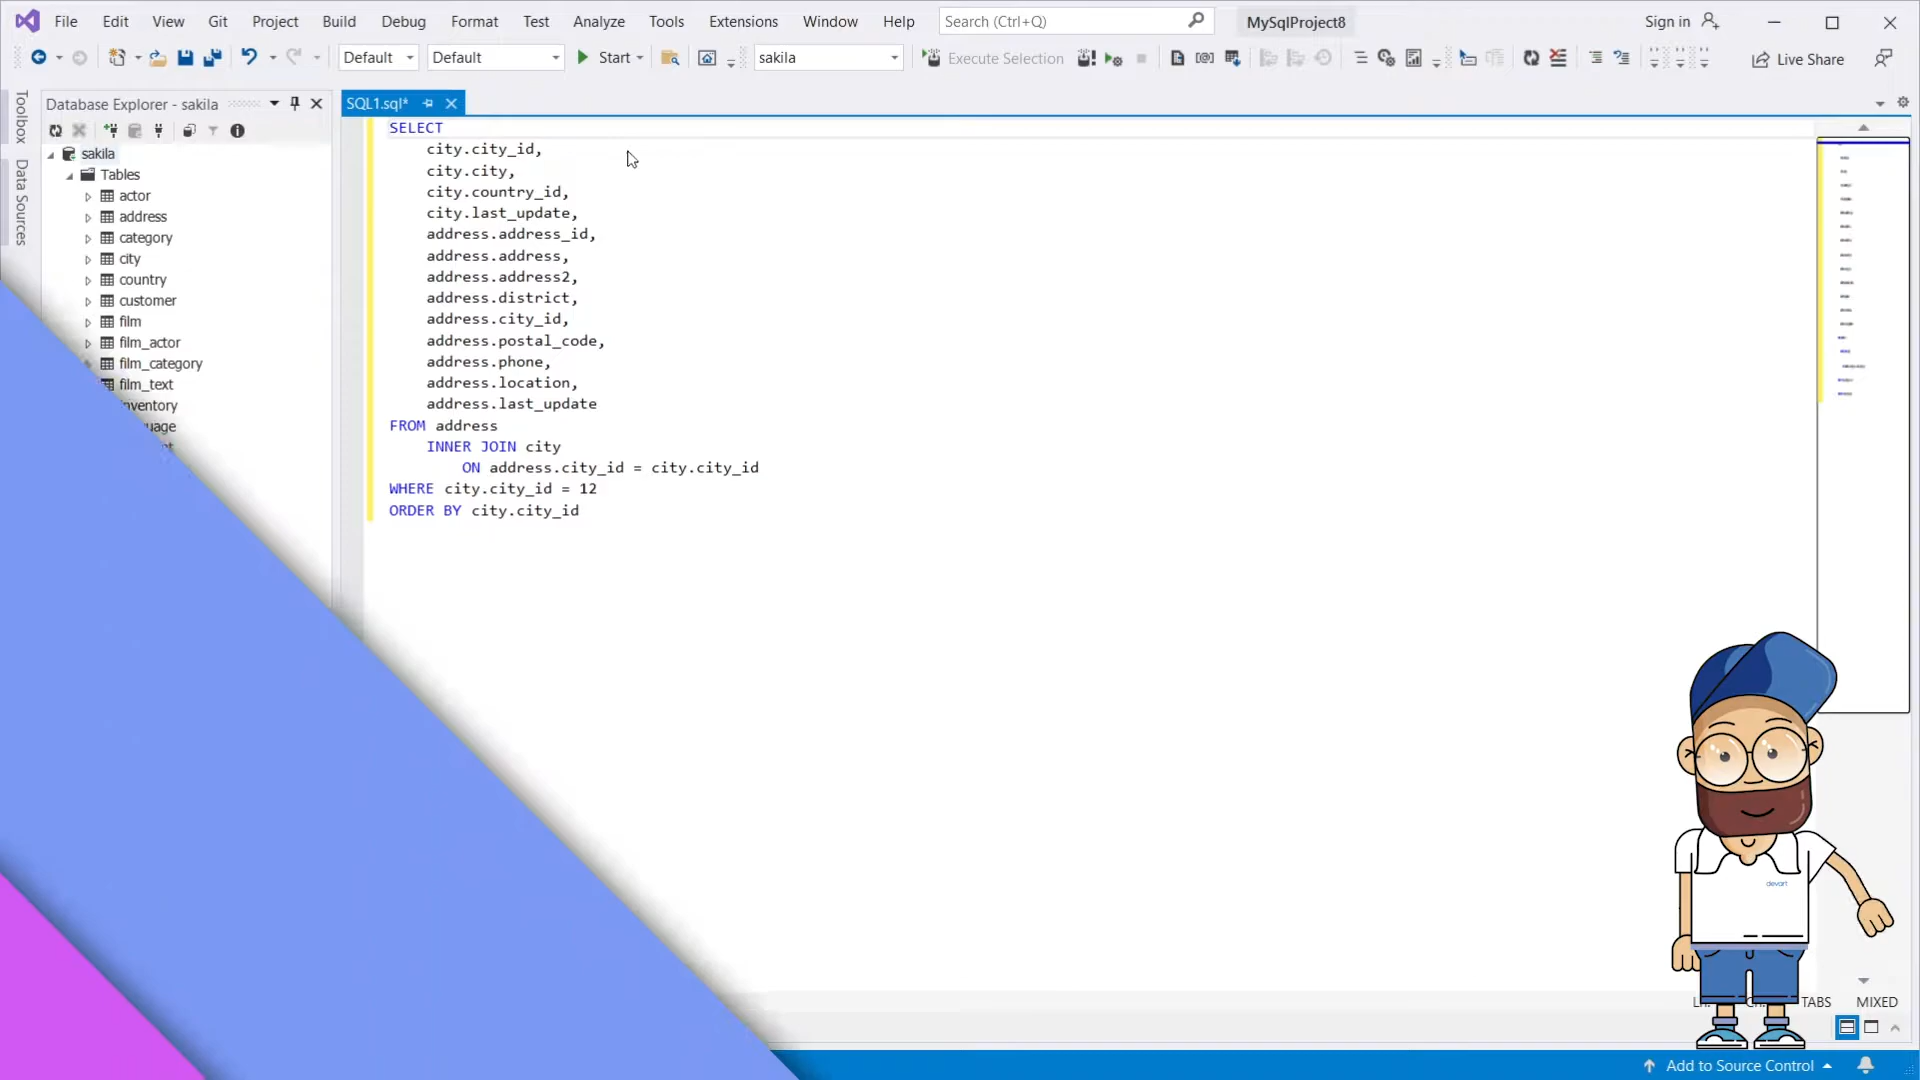 File Edit View Git Project Build Debug Format Test Analyze Tools Extensions Window Help Search (Ctrl+Q) MySqlProject8 Sign in
Default Default Start sakila Execute Selection Live Share
Toolbox
Data Sources
Database Explorer - sakila
sakila
Tables
actor
address
category
city
country
customer
film
film_actor
film_category
film_text
SQL1.sql*
SELECT
city.city_id,
city.city,
city.country_id,
city.last_update,
address.address_id,
address.address,
address.address2,
address.district,
address.city_id,
address.postal_code,
address.phone,
address.location,
address.last_update
FROM address
INNER JOIN city
ON address.city_id = city.city_id
WHERE city.city_id = 12
ORDER BY city.city_id
devart
TABS MIXED
Add to Source Control